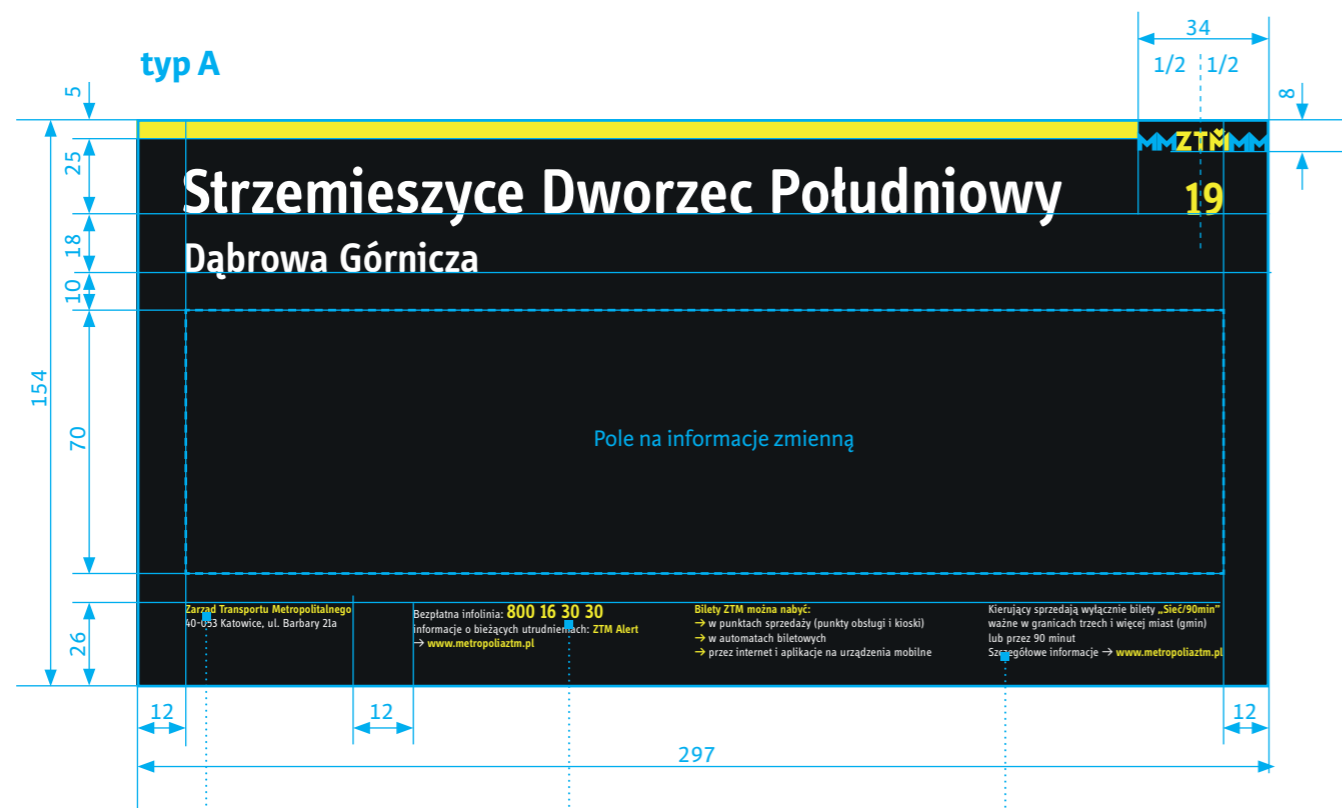 typ A
34
1/2 1/2
5
8
MMZTMMM
25
Strzemieszyce Dworzec Południowy
19
18
Dąbrowa Górnicza
10
154
70
Pole na informacje zmienną
26
Zarząd Transportu Metropolitalnego
40-053 Katowice, ul. Barbary 21a
Bezpłatna infolinia: 800 16 30 30
informacje o bieżących utrudnieniach: ZTM Alert
→ www.metropoliaztm.pl
Bilety ZTM można nabyć:
→ w punktach sprzedaży (punkty obsługi i kioski)
→ w automatach biletowych
→ przez internet i aplikacje na urządzenia mobilne
Kierujący sprzedają wyłącznie bilety „Sieć/90min”
ważne w granicach trzech i więcej miast (gmin)
lub przez 90 minut
Szczegółowe informacje → www.metropoliaztm.pl
12
12
12
297